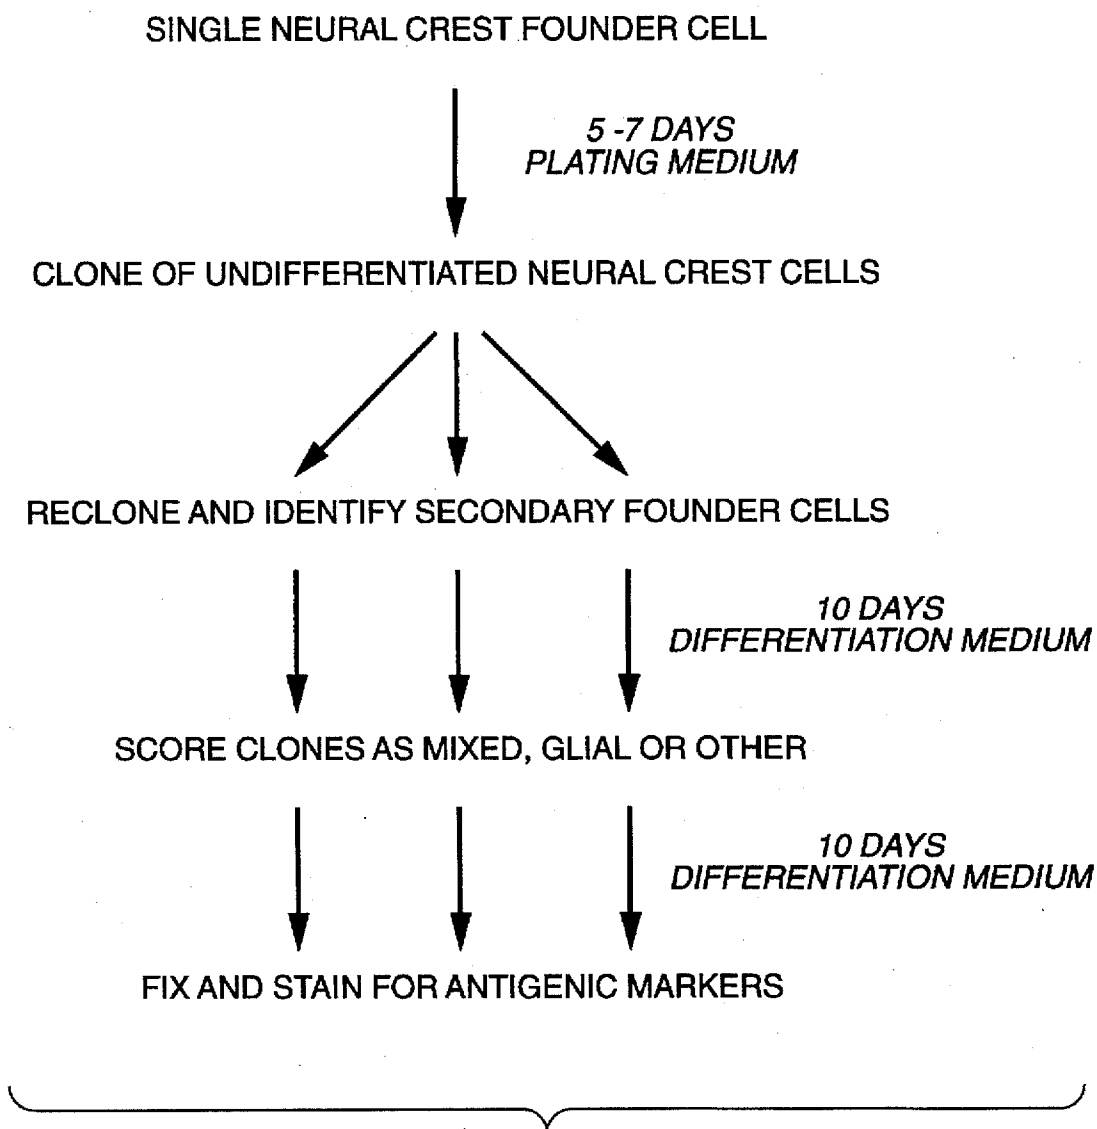 SINGLE NEURAL CREST FOUNDER CELL
5 -7 DAYS
PLATING MEDIUM
CLONE OF UNDIFFERENTIATED NEURAL CREST CELLS
RECLONE AND IDENTIFY SECONDARY FOUNDER CELLS
10 DAYS
DIFFERENTIATION MEDIUM
SCORE CLONES AS MIXED, GLIAL OR OTHER
10 DAYS
DIFFERENTIATION MEDIUM
FIX AND STAIN FOR ANTIGENIC MARKERS